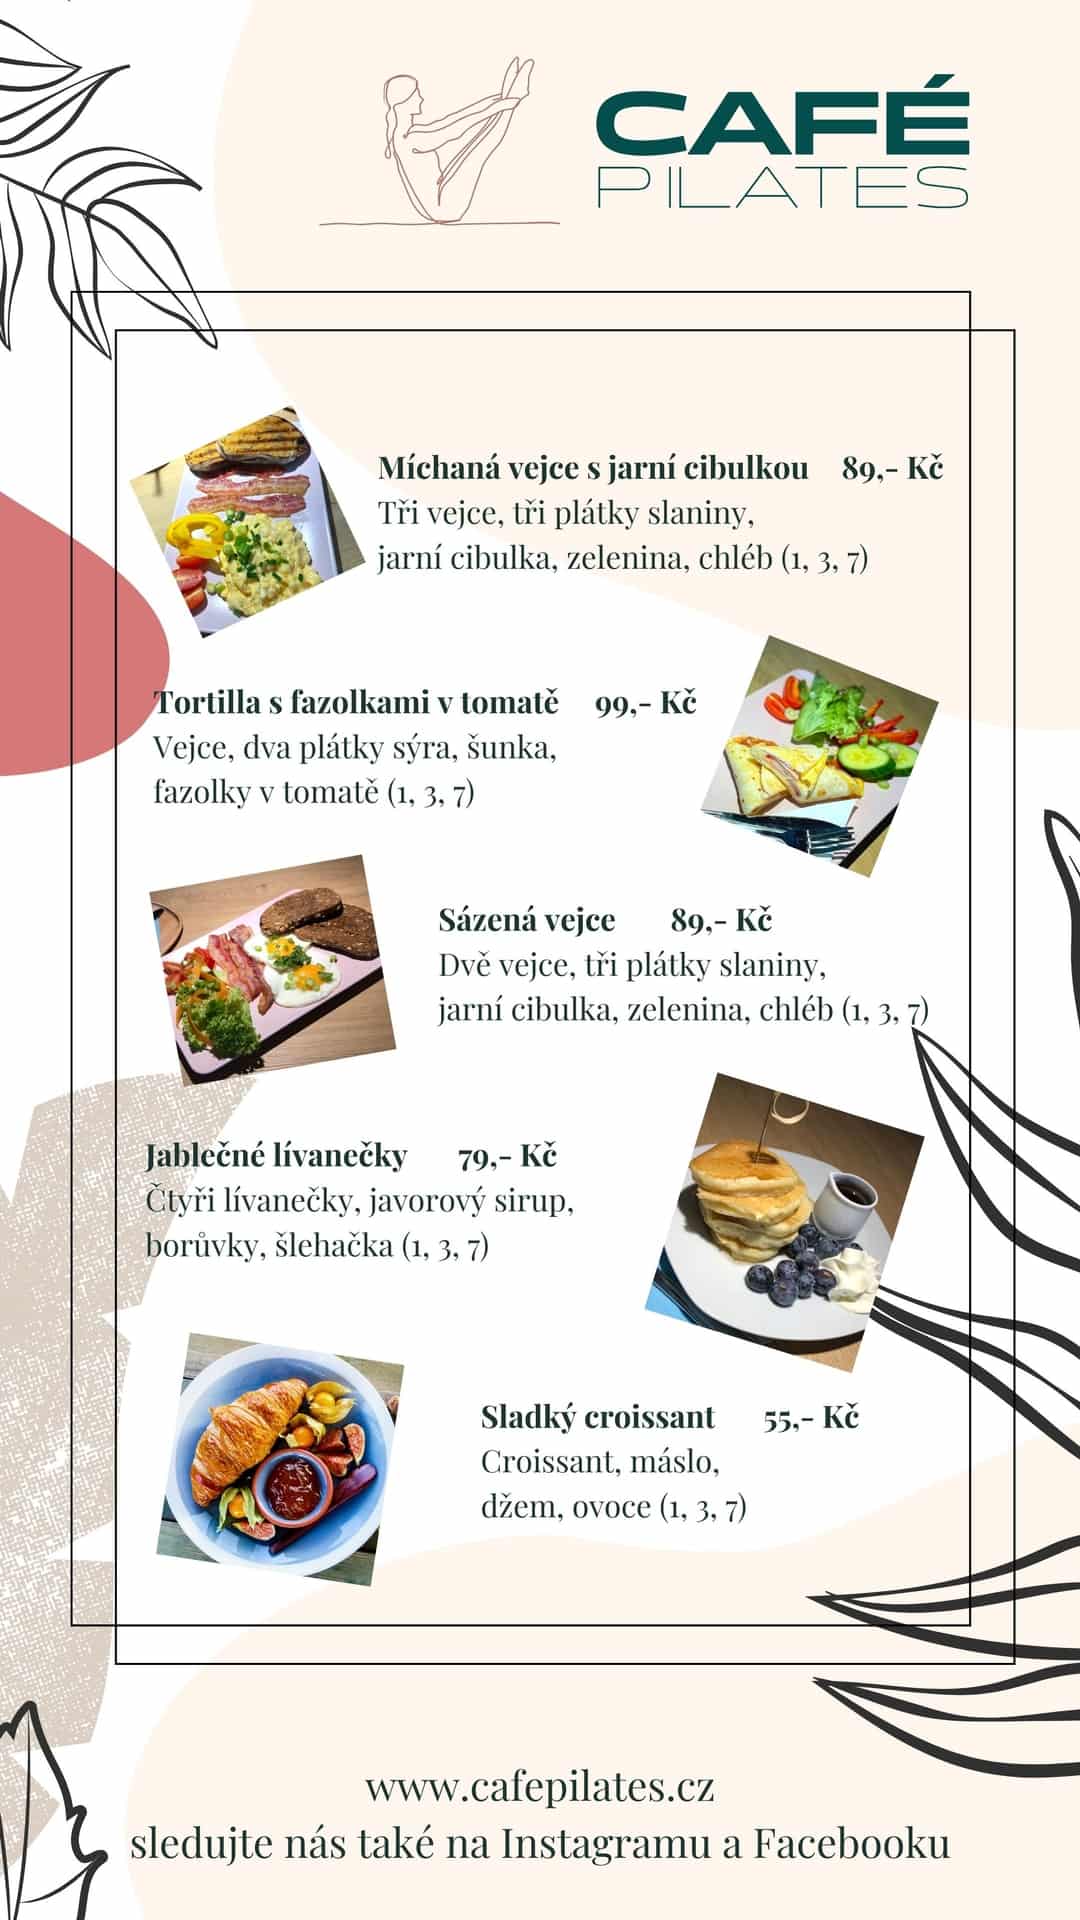 CAFÉ
PILATES
Míchaná vejce s jarní cibulkou 89,- Kč
Tři vejce, tři plátky slaniny,
jarní cibulka, zelenina, chléb (1, 3, 7)
Tortilla s fazolkami v tomatě 99,- Kč
Vejce, dva plátky sýra, šunka,
fazolky v tomatě (1, 3, 7)
Sázená vejce 89,- Kč
Dvě vejce, tři plátky slaniny,
jarní cibulka, zelenina, chléb (1, 3, 7)
Jablečné lívanečky 79,- Kč
Čtyři lívanečky, javorový sirup,
borůvky, šlehačka (1, 3, 7)
Sladký croissant 55,- Kč
Croissant, máslo,
džem, ovoce (1, 3, 7)
www.cafepilates.cz
sledujte nás také na Instagramu a Facebooku